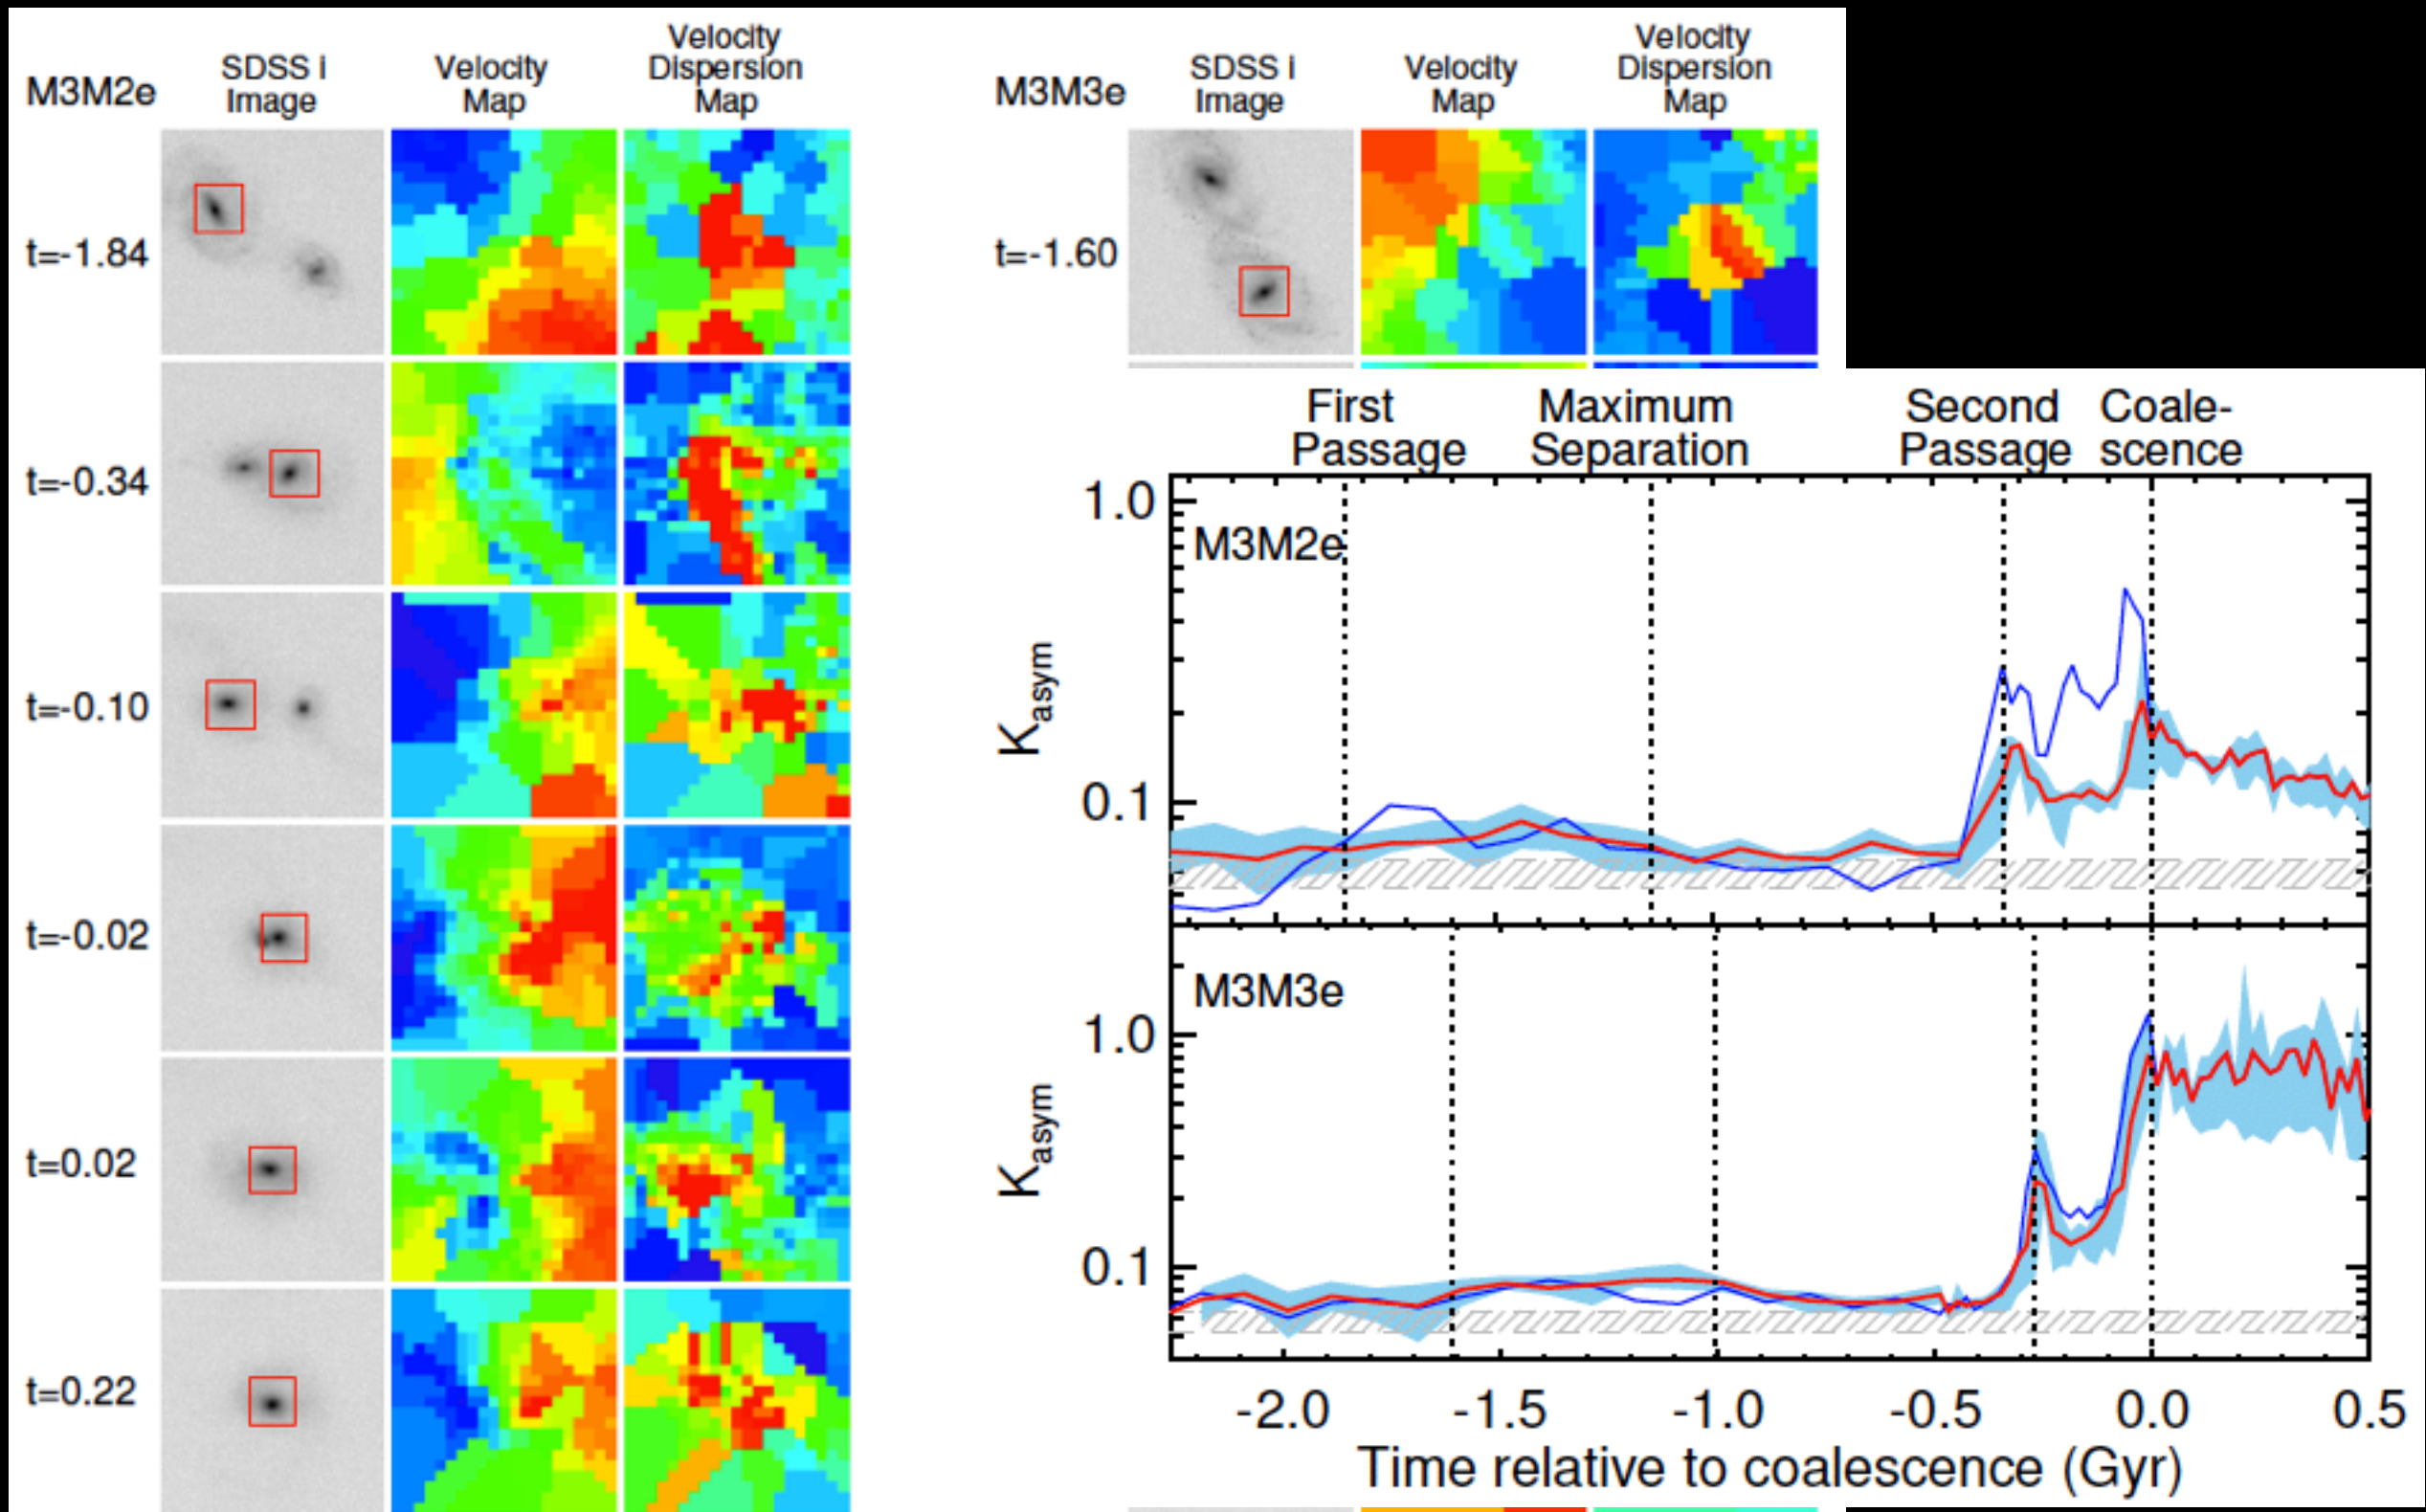 M3M2e
SDSS i
Image
Velocity
Map
Velocity
Dispersion
Map
t=-1.84
t=-0.34
t=-0.10
t=-0.02
t=0.02
t=0.22
M3M3e
SDSS i
Image
Velocity
Map
Velocity
Dispersion
Map
t=-1.60
First
Passage
Maximum
Separation
Second
Passage
Coale-
scence
M3M2e
1.0
0.1
Kasym
M3M3e
1.0
0.1
Kasym
-2.0 -1.5 -1.0 -0.5 0.0 0.5
Time relative to coalescence (Gyr)